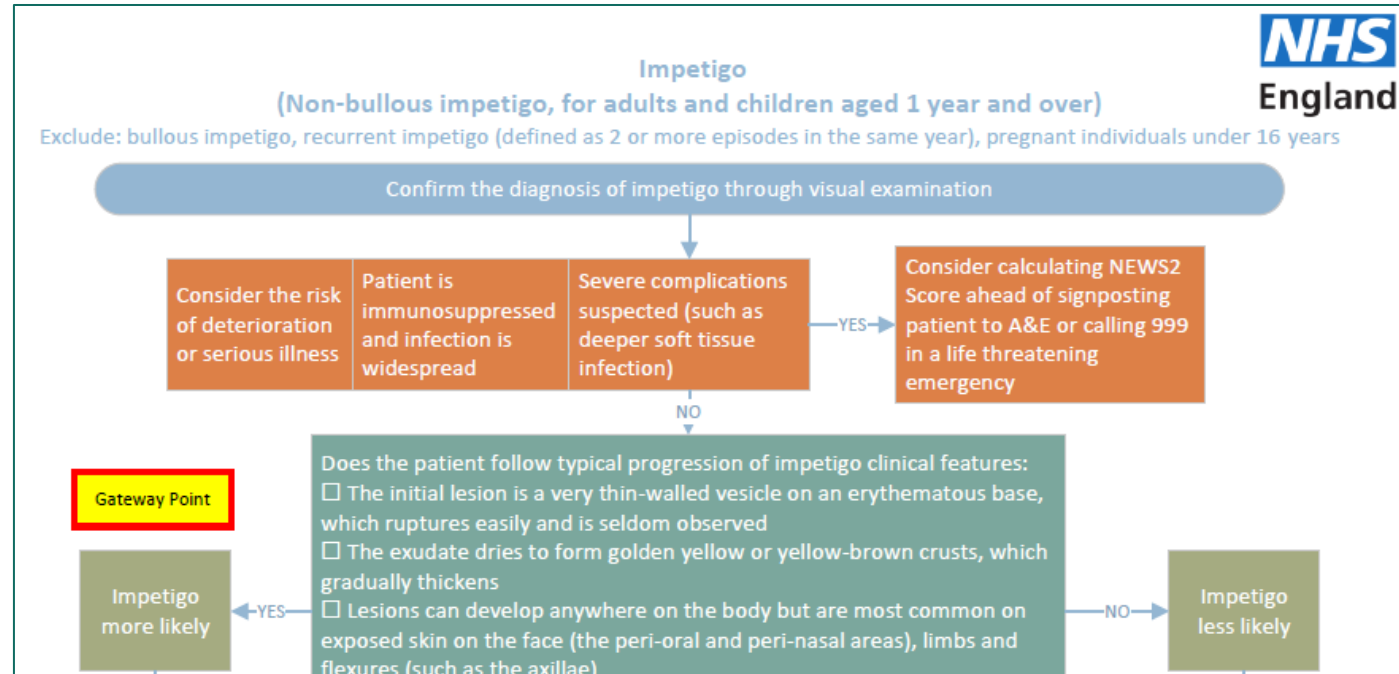 NHS
England
Impetigo
(Non-bullous impetigo, for adults and children aged 1 year and over)
Exclude: bullous impetigo, recurrent impetigo (defined as 2 or more episodes in the same year), pregnant individuals under 16 years
Confirm the diagnosis of impetigo through visual examination
Consider the risk
of deterioration
or serious illness
Patient is
immunosuppressed
and infection is
widespread
Severe complications
suspected (such as
deeper soft tissue
infection)
YES
Consider calculating NEWS2
Score ahead of signposting
patient to A&E or calling 999
in a life threatening
emergency
NO
Gateway Point
Does the patient follow typical progression of impetigo clinical features:
☐ The initial lesion is a very thin-walled vesicle on an erythematous base,
which ruptures easily and is seldom observed
☐ The exudate dries to form golden yellow or yellow-brown crusts, which
gradually thickens
☐ Lesions can develop anywhere on the body but are most common on
exposed skin on the face (the peri-oral and peri-nasal areas), limbs and
flexures (such as the axillae)
YES
Impetigo
more likely
NO
Impetigo
less likely